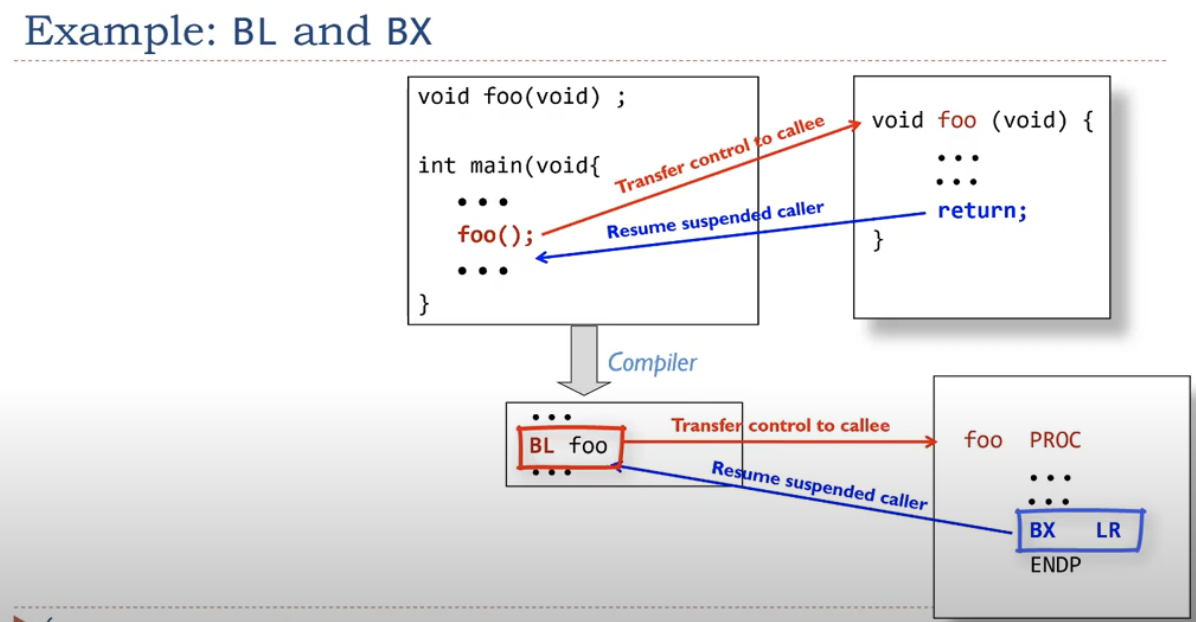 Example: BL and BX
void foo(void) ;
int main(void{
• • •
foo();
• • •
}
Transfer control to callee
Resume suspended caller
void foo (void) {
• • •
• • •
return;
}
Compiler
• • •
BL foo
• • •
Transfer control to callee
Resume suspended caller
foo PROC
• • •
• • •
BX LR
ENDP